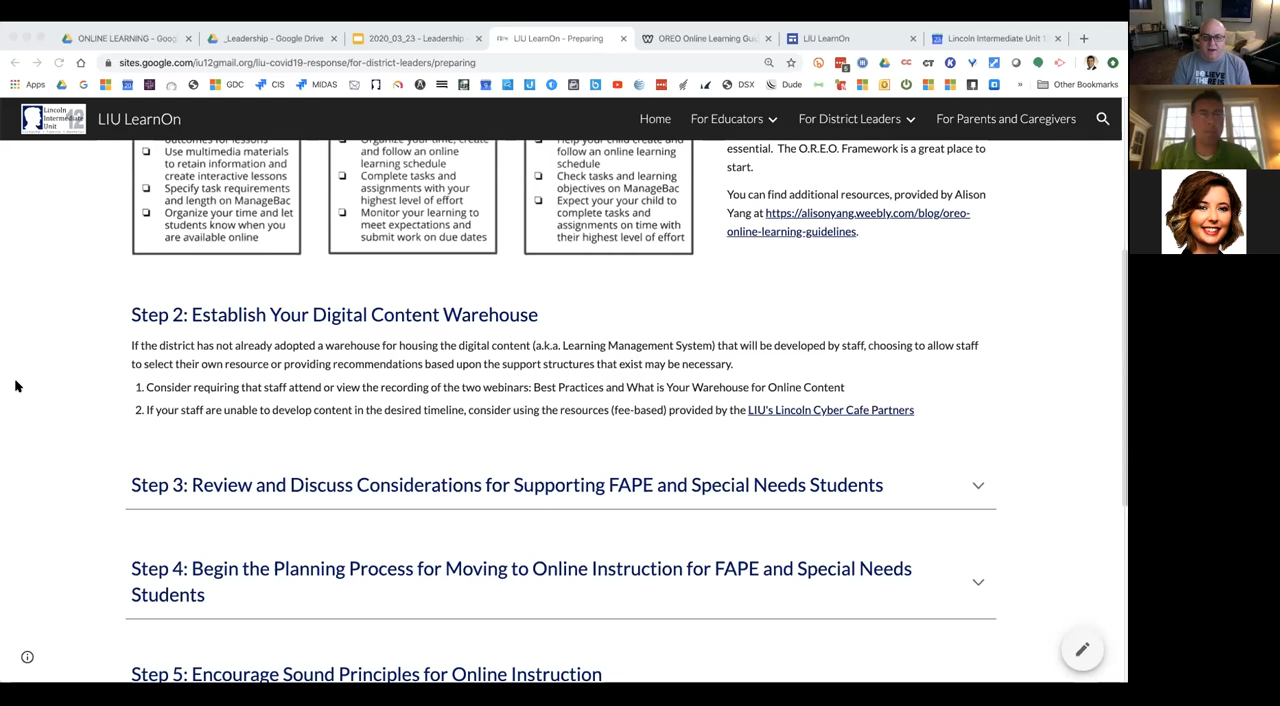 ONLINE LEARNING - Goog
_Leadership - Google Drive
2020_03_23 - Leadership -
LIU LearnOn - Preparing
OREO Online Learning Gui
LIU LearnOn
Lincoln Intermediate Unit 1
sites.google.com/iu12gmail.org/liu-covid19-response/for-district-leaders/preparing
Apps
GDC
CIS
MIDAS
DSX
Dude
» Other Bookmarks
Lincoln Intermediate Unit 12
LIU LearnOn
Home
For Educators
For District Leaders
For Parents and Caregivers
Use multimedia materials
to retain information and
create interactive lessons
Specify task requirements
and length on ManageBac
Organize your time and let
students know when you
are available online
Organize your time, create
and follow an online
learning schedule
Complete tasks and
assignments with your
highest level of effort
Monitor your learning to
meet expectations and
submit work on due dates
Help your child create and
follow an online learning
schedule
Check tasks and learning
objectives on ManageBac
Expect your your child to
complete tasks and
assignments on time with
their highest level of effort
essential. The O.R.E.O. Framework is a great place to
start.
You can find additional resources, provided by Alison
Yang at https://alisonyang.weebly.com/blog/oreo-
online-learning-guidelines.
Step 2: Establish Your Digital Content Warehouse
If the district has not already adopted a warehouse for housing the digital content (a.k.a. Learning Management System) that will be developed by staff, choosing to allow staff
to select their own resource or providing recommendations based upon the support structures that exist may be necessary.
1. Consider requiring that staff attend or view the recording of the two webinars: Best Practices and What is Your Warehouse for Online Content
2. If your staff are unable to develop content in the desired timeline, consider using the resources (fee-based) provided by the LIU's Lincoln Cyber Cafe Partners
Step 3: Review and Discuss Considerations for Supporting FAPE and Special Needs Students
Step 4: Begin the Planning Process for Moving to Online Instruction for FAPE and Special Needs
Students
Step 5: Encourage Sound Principles for Online Instruction